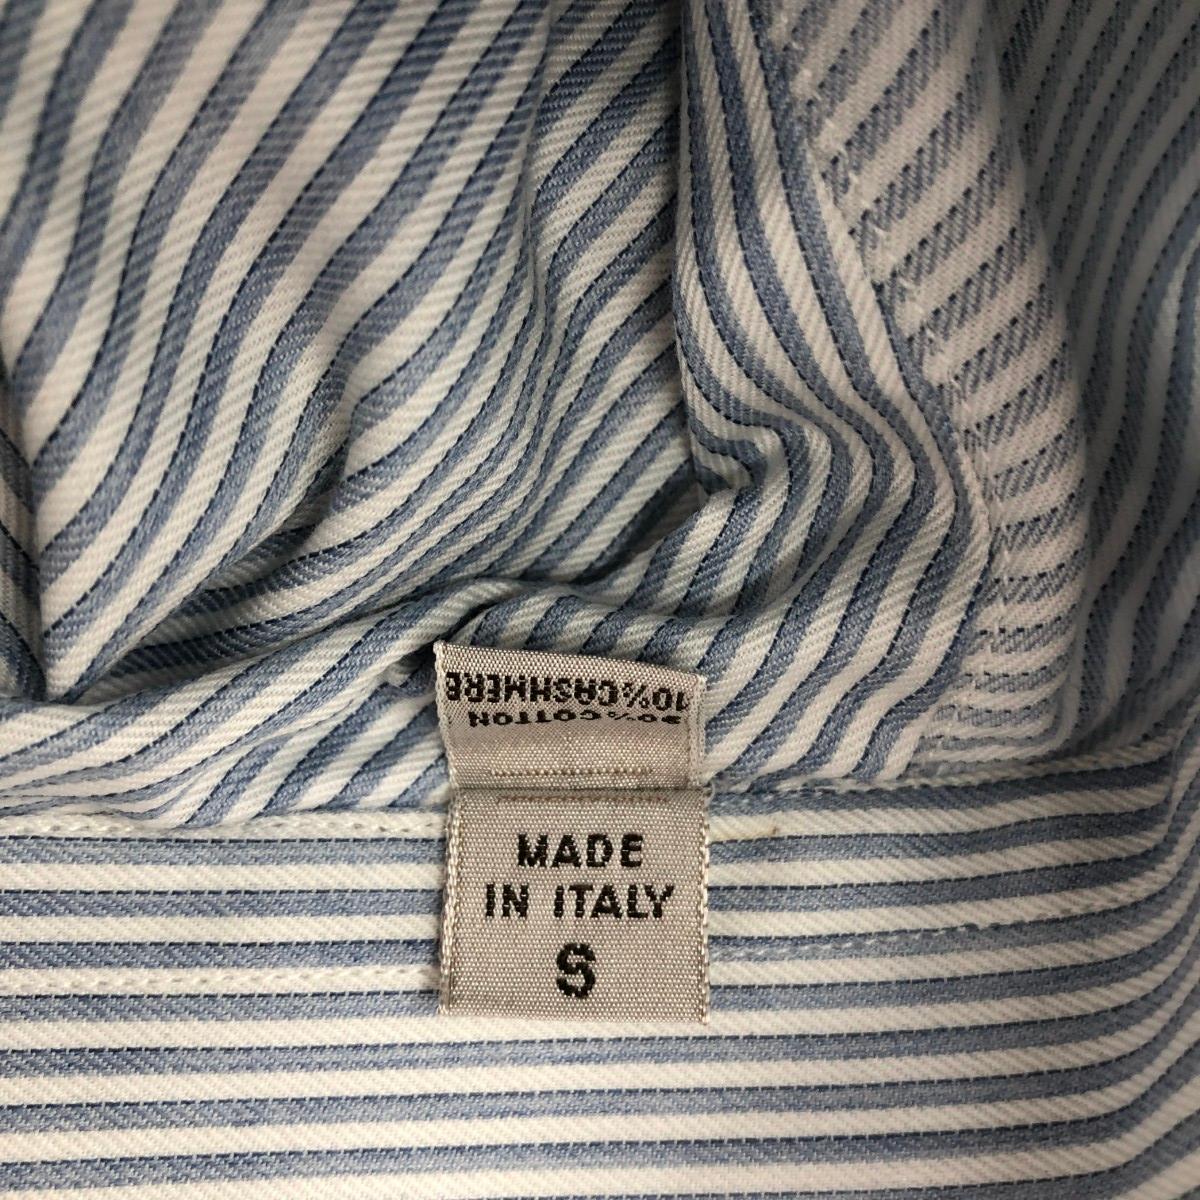 90% COTTON
10% CASHMERE
MADE
IN ITALY
S